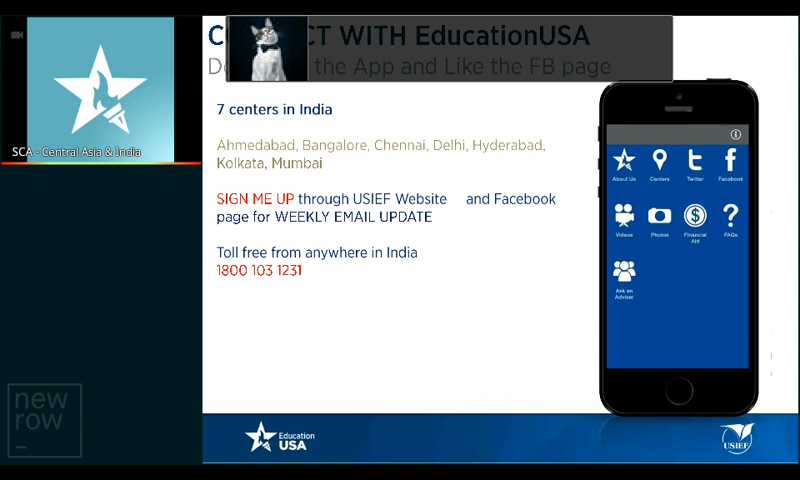 CT WITH EducationUSA
the App and Like the FB page
SCA - Central Asia & India
7 centers in India
Ahmedabad, Bangalore, Chennai, Delhi, Hyderabad,
Kolkata, Mumbai
SIGN ME UP through USIEF Website and Facebook
page for WEEKLY EMAIL UPDATE
Toll free from anywhere in India
1800 103 1231
About Us Centers Twitter Facebook
Videos Photos Financial Aid FAQs
Ask an
Adviser
new
row
Education
USA
USIEF